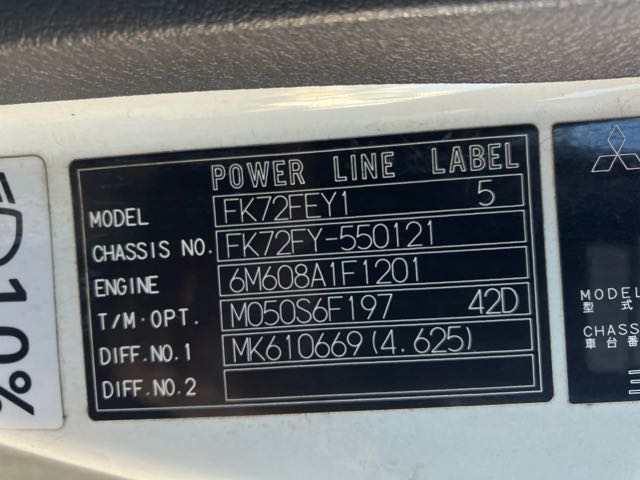 POWER LINE LABEL
MODEL FK72FEY1 5
CHASSIS NO. FK72FY-550121
ENGINE 6M608A1F1201
T/M·OPT. M050S6F197 42D
DIFF.NO.1 MK610669(4.625)
DIFF.NO.2
10%
MODEL
型式
CHASS
車台番